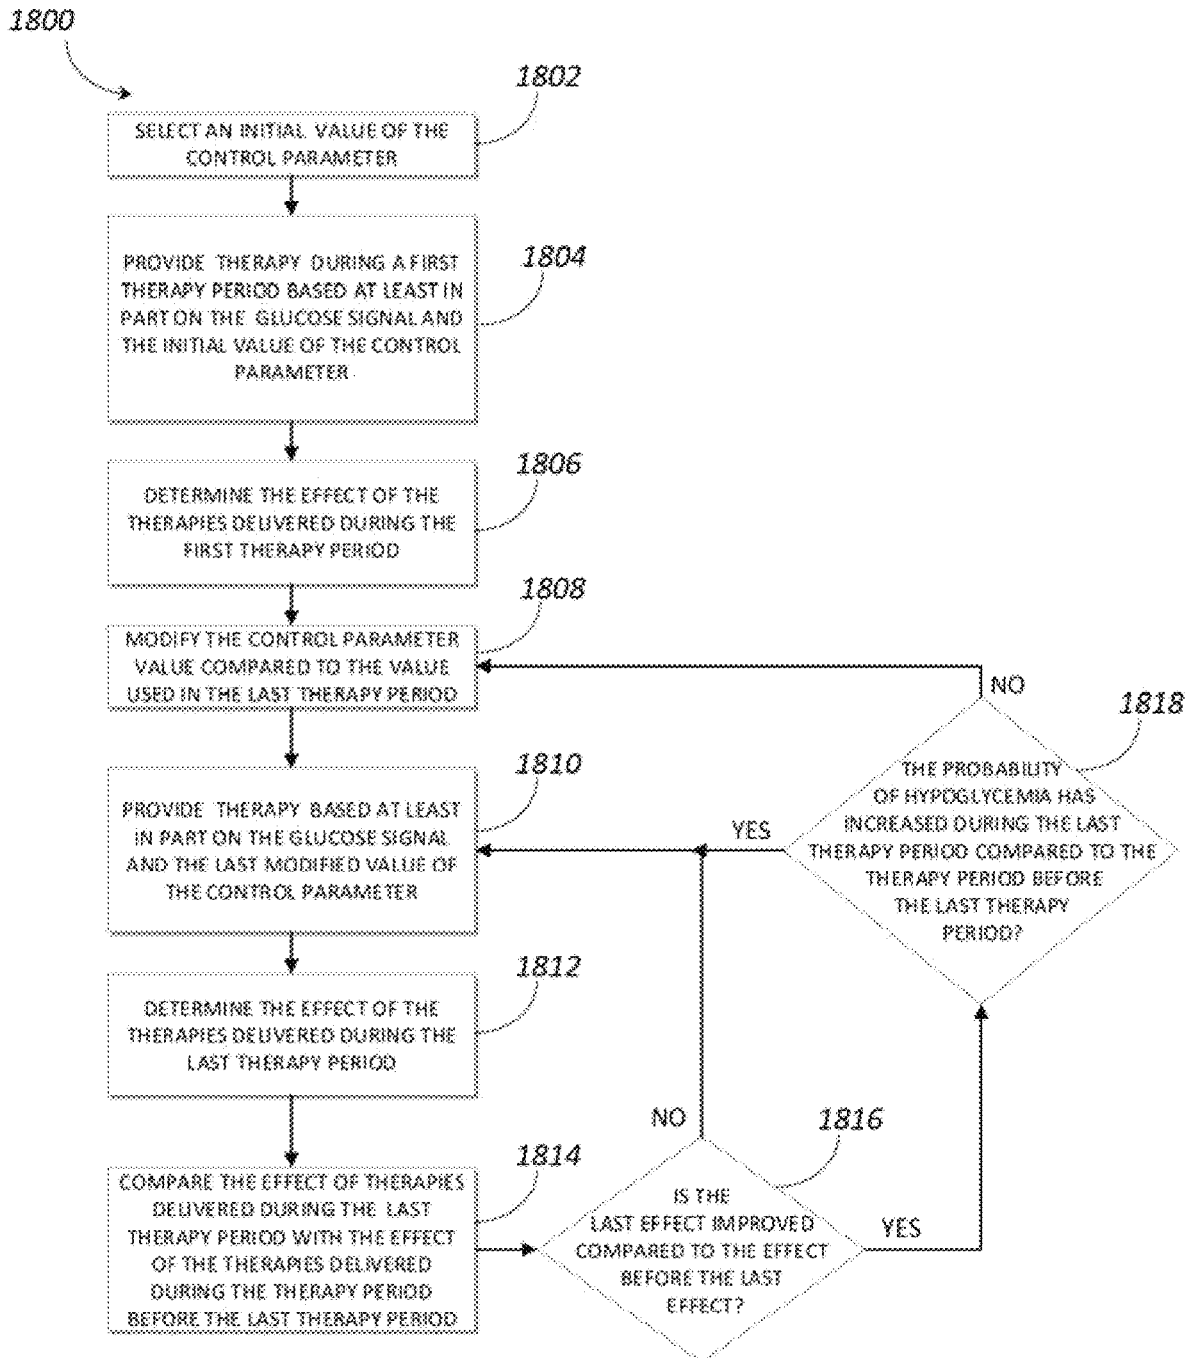 1800
1802
SELECT AN INITIAL VALUE OF THE
CONTROL PARAMETER
1804
PROVIDE THERAPY DURING A FIRST
THERAPY PERIOD BASED AT LEAST IN
PART ON THE GLUCOSE SIGNAL AND
THE INITIAL VALUE OF THE CONTROL
PARAMETER
1806
DETERMINE THE EFFECT OF THE
THERAPIES DELIVERED DURING THE
FIRST THERAPY PERIOD
1808
MODIFY THE CONTROL PARAMETER
VALUE COMPARED TO THE VALUE
USED IN THE LAST THERAPY PERIOD
1810
PROVIDE THERAPY BASED AT LEAST
IN PART ON THE GLUCOSE SIGNAL
AND THE LAST MODIFIED VALUE OF
THE CONTROL PARAMETER
1812
DETERMINE THE EFFECT OF THE
THERAPIES DELIVERED DURING THE
LAST THERAPY PERIOD
1814
COMPARE THE EFFECT OF THERAPIES
DELIVERED DURING THE LAST
THERAPY PERIOD WITH THE EFFECT
OF THE THERAPIES DELIVERED
DURING THE THERAPY PERIOD
BEFORE THE LAST THERAPY PERIOD
1816
IS THE
LAST EFFECT IMPROVED
COMPARED TO THE EFFECT
BEFORE THE LAST
EFFECT?
NO
YES
1818
THE PROBABILITY
OF HYPOGLYCEMIA HAS
INCREASED DURING THE LAST
THERAPY PERIOD COMPARED TO THE
THERAPY PERIOD BEFORE
THE LAST THERAPY
PERIOD?
YES
NO